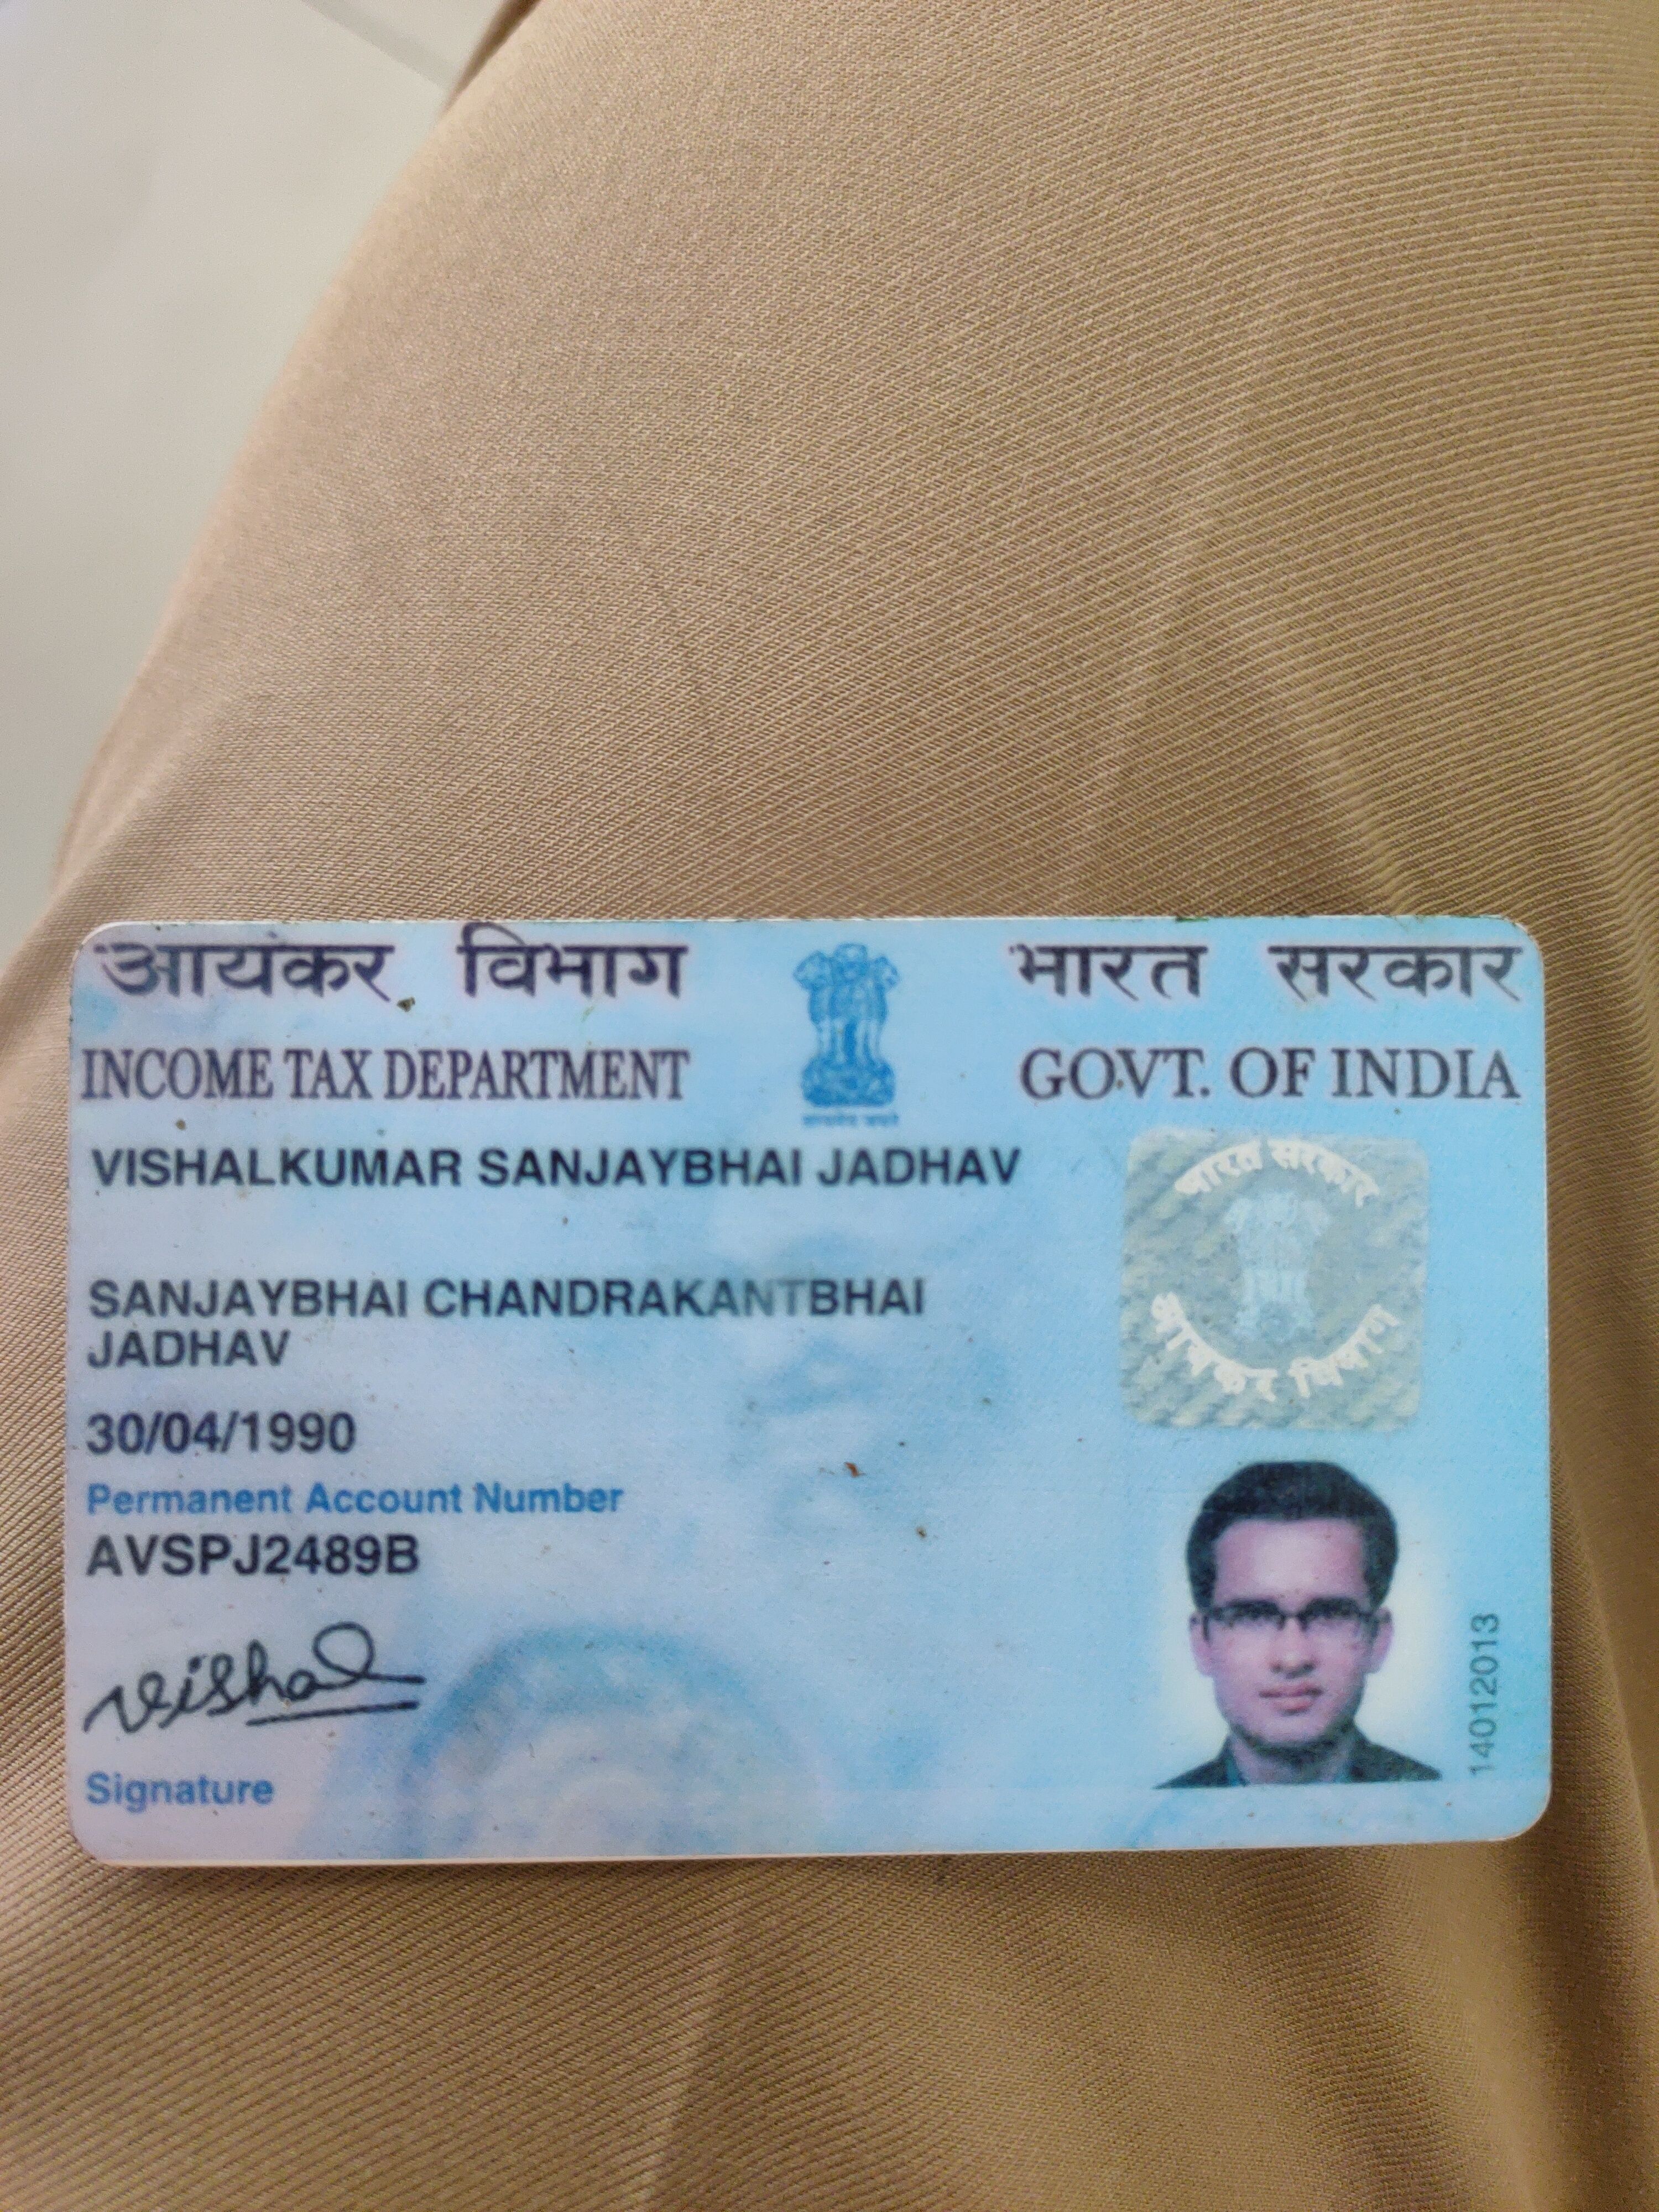 आयकर विभाग
भारत सरकार
INCOME TAX DEPARTMENT
GOVT. OF INDIA
VISHALKUMAR SANJAYBHAI JADHAV
भारत सरकार
आयकर विभाग
SANJAYBHAI CHANDRAKANTBHAI
JADHAV
30/04/1990
Permanent Account Number
AVSPJ2489B
vishal
Signature
14012013